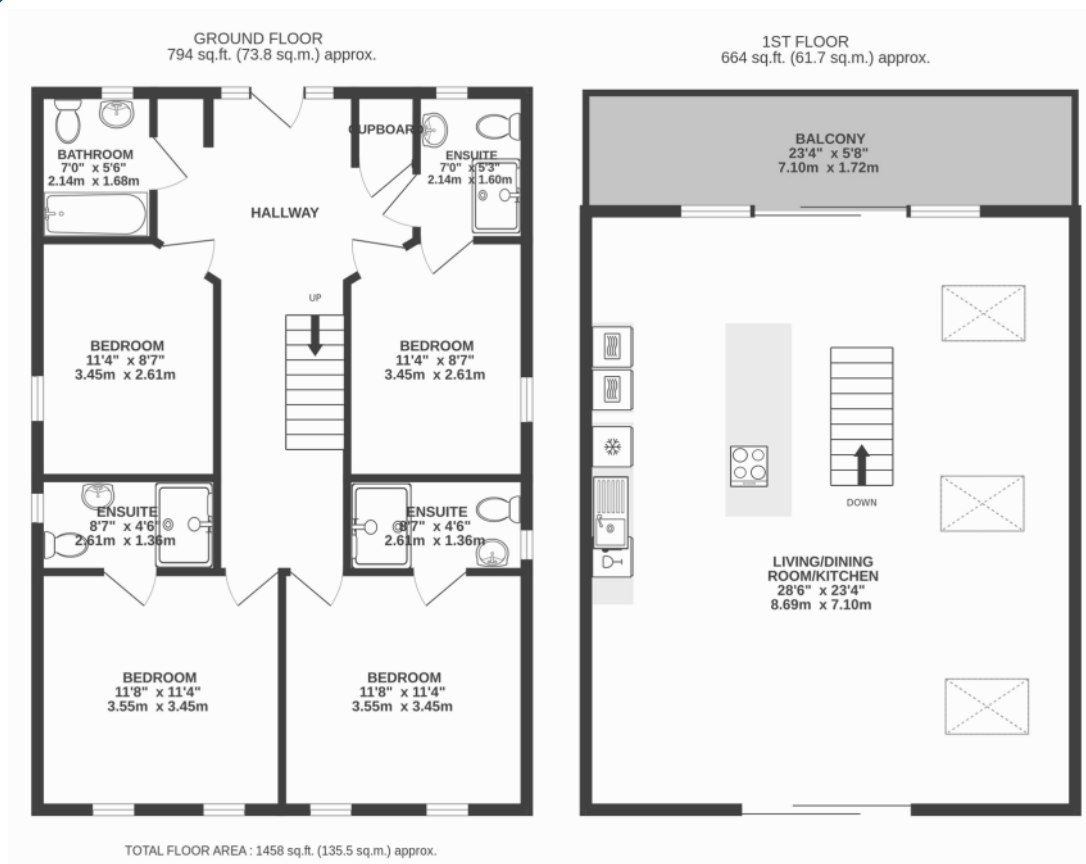 GROUND FLOOR
794 sq.ft. (73.8 sq.m.) approx.
1ST FLOOR
664 sq.ft. (61.7 sq.m.) approx.
BATHROOM
7'0" x 5'6"
2.14m x 1.68m
CUPBOARD
ENSUITE
7'0" x 5'3"
2.14m x 1.60m
HALLWAY
UP
BEDROOM
11'4" x 8'7"
3.45m x 2.61m
BEDROOM
11'4" x 8'7"
3.45m x 2.61m
ENSUITE
8'7" x 4'6"
2.61m x 1.36m
ENSUITE
8'7" x 4'6"
2.61m x 1.36m
BEDROOM
11'8" x 11'4"
3.55m x 3.45m
BEDROOM
11'8" x 11'4"
3.55m x 3.45m
BALCONY
23'4" x 5'8"
7.10m x 1.72m
DOWN
LIVING/DINING
ROOM/KITCHEN
28'6" x 23'4"
8.69m x 7.10m
TOTAL FLOOR AREA : 1458 sq.ft. (135.5 sq.m.) approx.